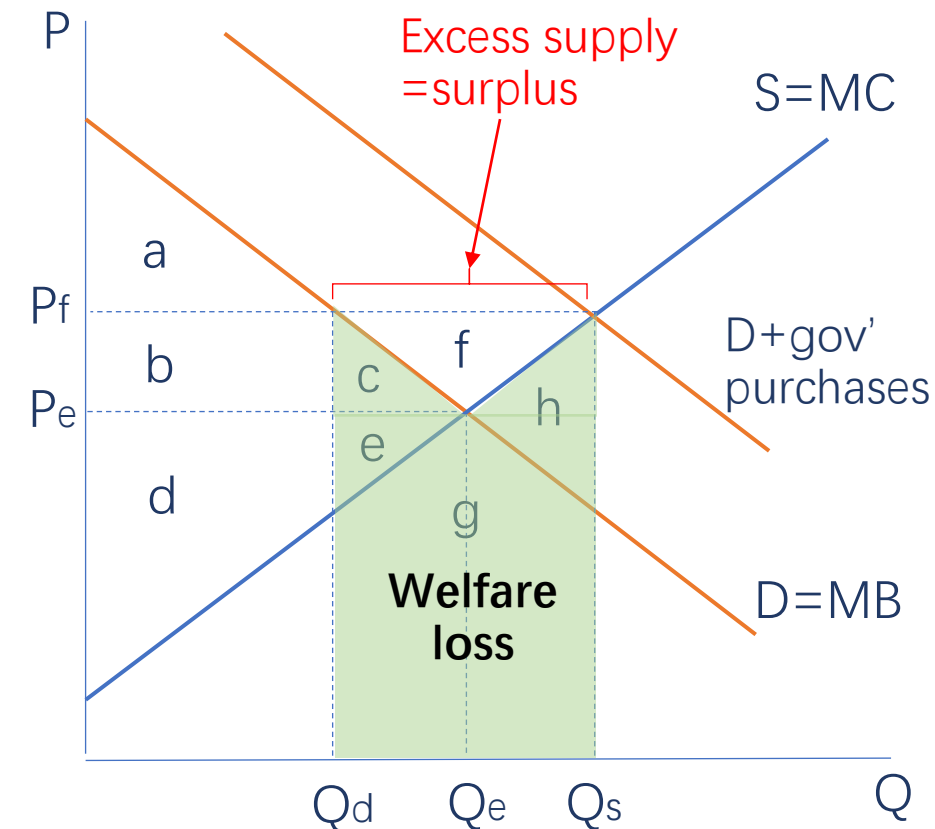 P
Excess supply
=surplus
S=MC
a
Pf
f
D+gov'
purchases
b
c
Pe
h
e
d
g
Welfare
loss
D=MB
Qd
Qe
Qs
Q